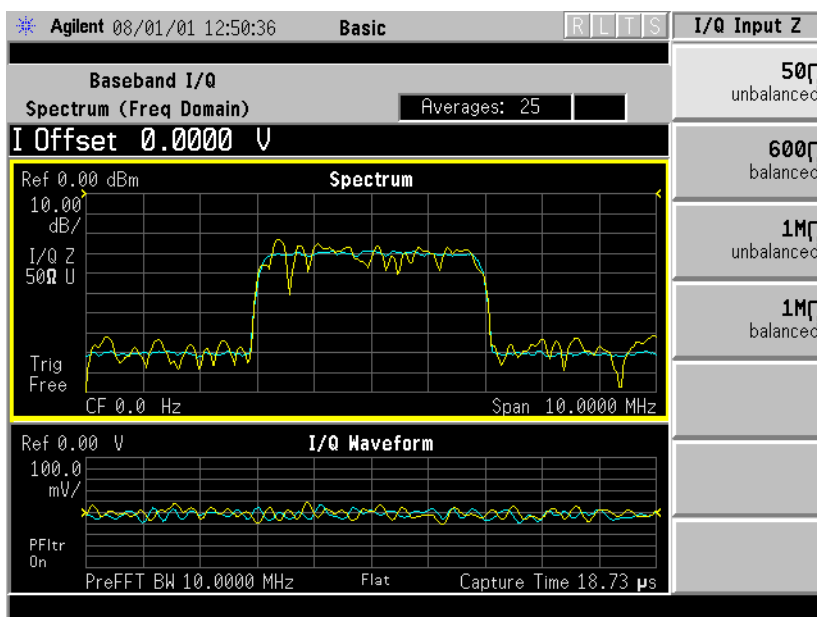 Agilent 08/01/01 12:50:36 Basic R L T S I/Q Input Z
Baseband I/Q
Spectrum (Freq Domain) Averages: 25
I Offset 0.0000 V
Ref 0.00 dBm Spectrum
10.00
dB/
I/Q Z
50Ω U
Trig
Free
CF 0.0 Hz Span 10.0000 MHz
Ref 0.00 V I/Q Waveform
100.0
mV/
PFltr
On
PreFFT BW 10.0000 MHz Flat Capture Time 18.73 µs
50
unbalanced
600
balanced
1M
unbalanced
1M
balanced